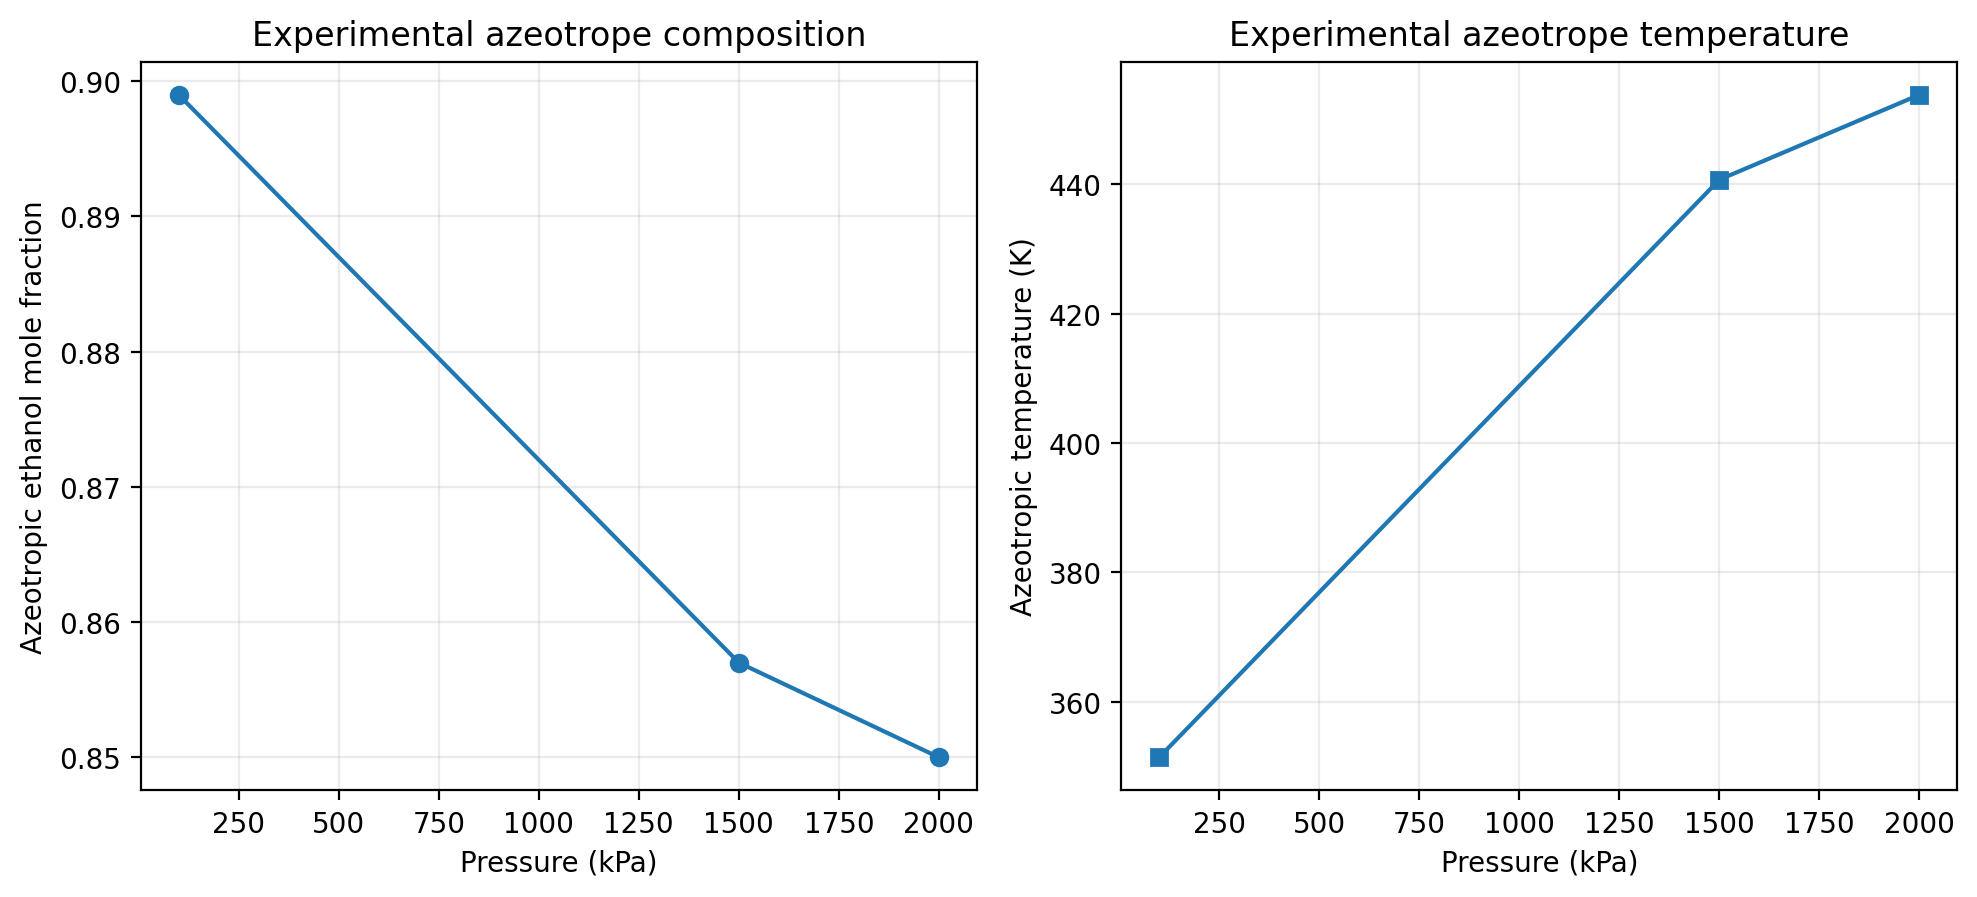 Experimental azeotrope composition
0.90
0.89
0.88
0.87
0.86
0.85
Azeotropic ethanol mole fraction
250 500 750 1000 1250 1500 1750 2000
Pressure (kPa)
Experimental azeotrope temperature
440
420
400
380
360
Azeotropic temperature (K)
250 500 750 1000 1250 1500 1750 2000
Pressure (kPa)